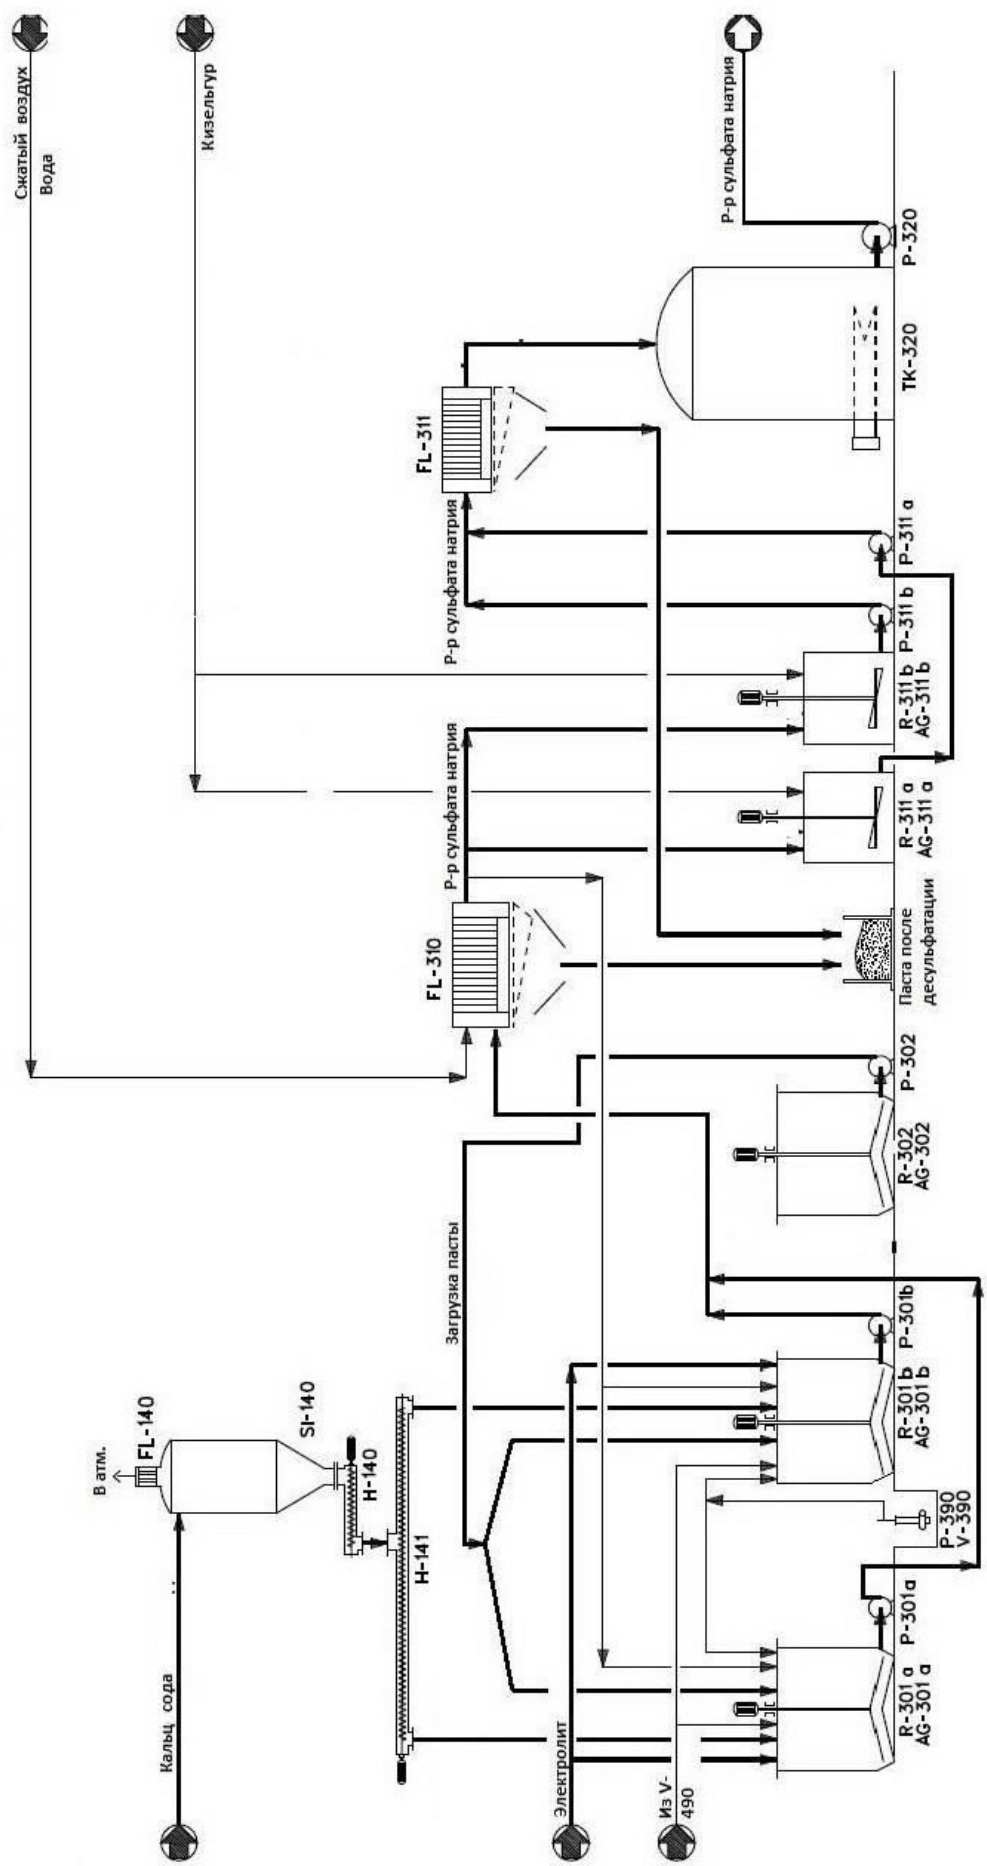 Кальц сода
Электролит
Из V-
490
В атм.
FL-140
SI-140
H-140
H-141
R-301 a
AG-301 a
P-301a
P-390
V-390
R-301 b
AG-301 b
P-301b
Загрузка пасты
R-302
AG-302
P-302
Сжатый воздух
Вода
FL-310
Р-р сульфата натрия
Паста после
десульфатации
R-311 a
AG-311 a
R-311 b
AG-311 b
Кизельгур
P-311 b
P-311 a
Р-р сульфата натрия
FL-311
TK-320
P-320
Р-р сульфата натрия